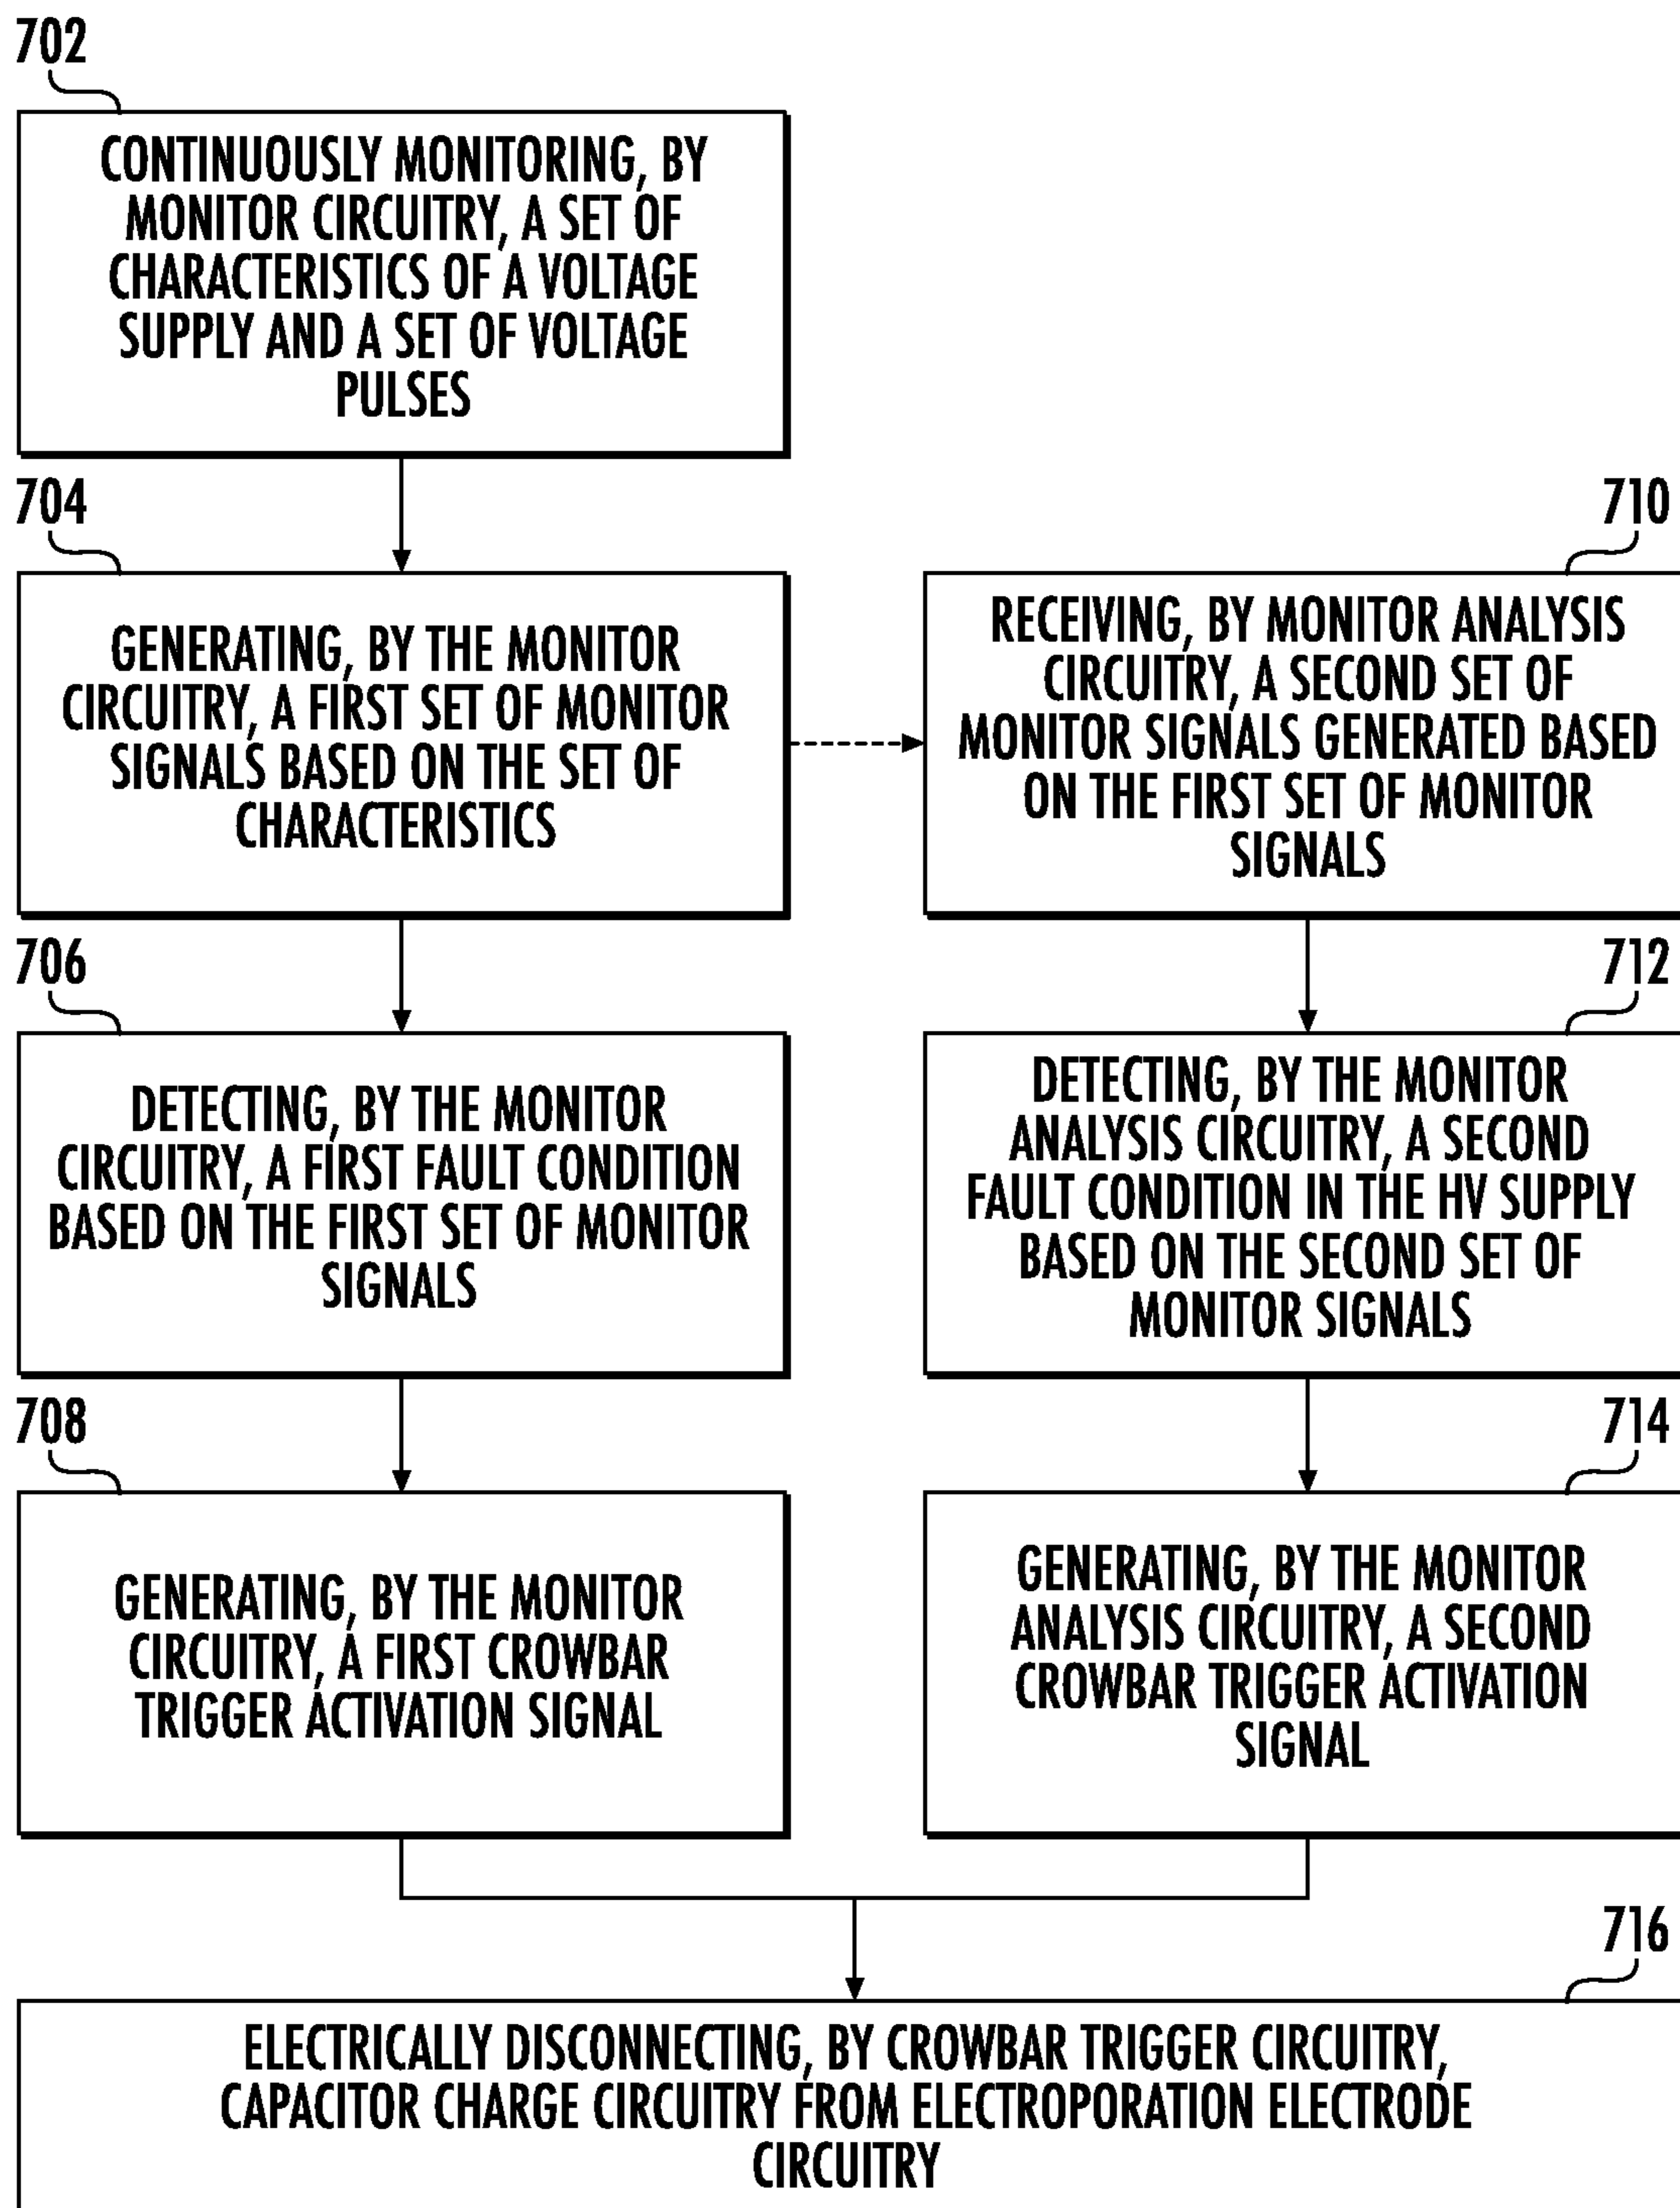 702
CONTINUOUSLY MONITORING, BY
MONITOR CIRCUITRY, A SET OF
CHARACTERISTICS OF A VOLTAGE
SUPPLY AND A SET OF VOLTAGE
PULSES
704
GENERATING, BY THE MONITOR
CIRCUITRY, A FIRST SET OF MONITOR
SIGNALS BASED ON THE SET OF
CHARACTERISTICS
706
DETECTING, BY THE MONITOR
CIRCUITRY, A FIRST FAULT CONDITION
BASED ON THE FIRST SET OF MONITOR
SIGNALS
708
GENERATING, BY THE MONITOR
CIRCUITRY, A FIRST CROWBAR
TRIGGER ACTIVATION SIGNAL
710
RECEIVING, BY MONITOR ANALYSIS
CIRCUITRY, A SECOND SET OF
MONITOR SIGNALS GENERATED BASED
ON THE FIRST SET OF MONITOR
SIGNALS
712
DETECTING, BY THE MONITOR
ANALYSIS CIRCUITRY, A SECOND
FAULT CONDITION IN THE HV SUPPLY
BASED ON THE SECOND SET OF
MONITOR SIGNALS
714
GENERATING, BY THE MONITOR
ANALYSIS CIRCUITRY, A SECOND
CROWBAR TRIGGER ACTIVATION
SIGNAL
716
ELECTRICALLY DISCONNECTING, BY CROWBAR TRIGGER CIRCUITRY,
CAPACITOR CHARGE CIRCUITRY FROM ELECTROPORATION ELECTRODE
CIRCUITRY